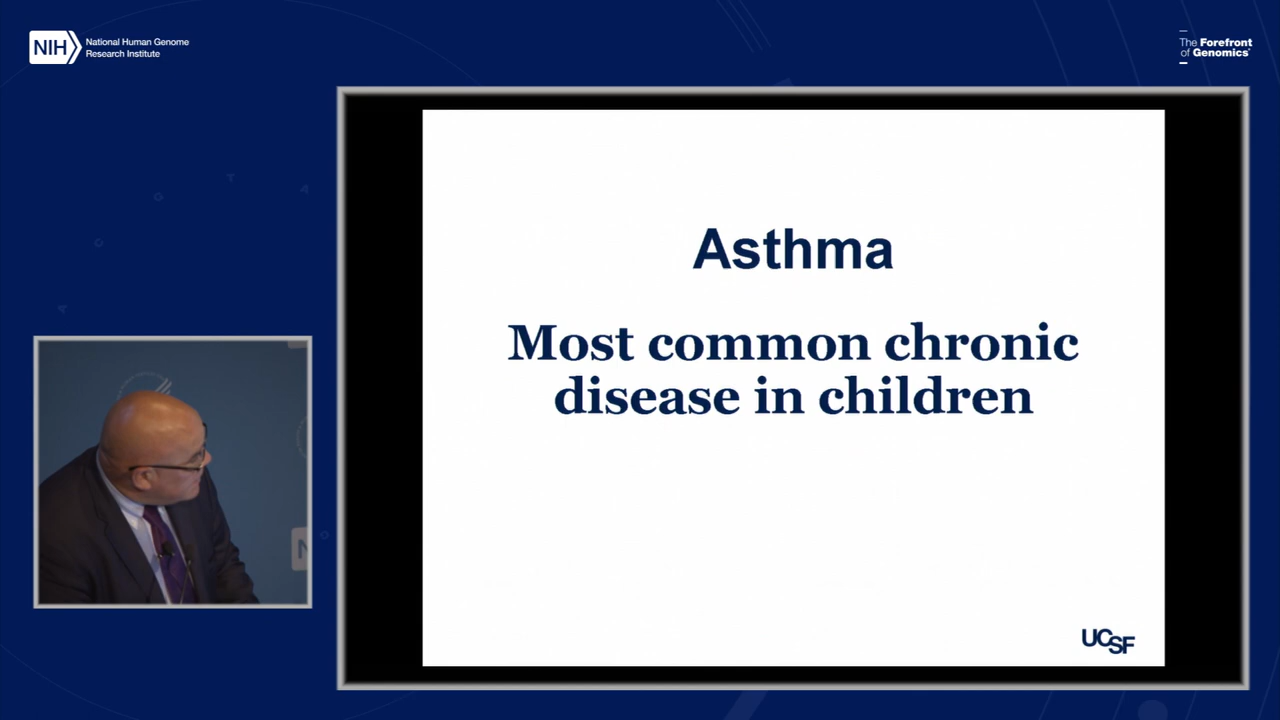 NIH
National Human Genome
Research Institute
The Forefront
of Genomics®
Asthma
Most common chronic
disease in children
UCSF
N